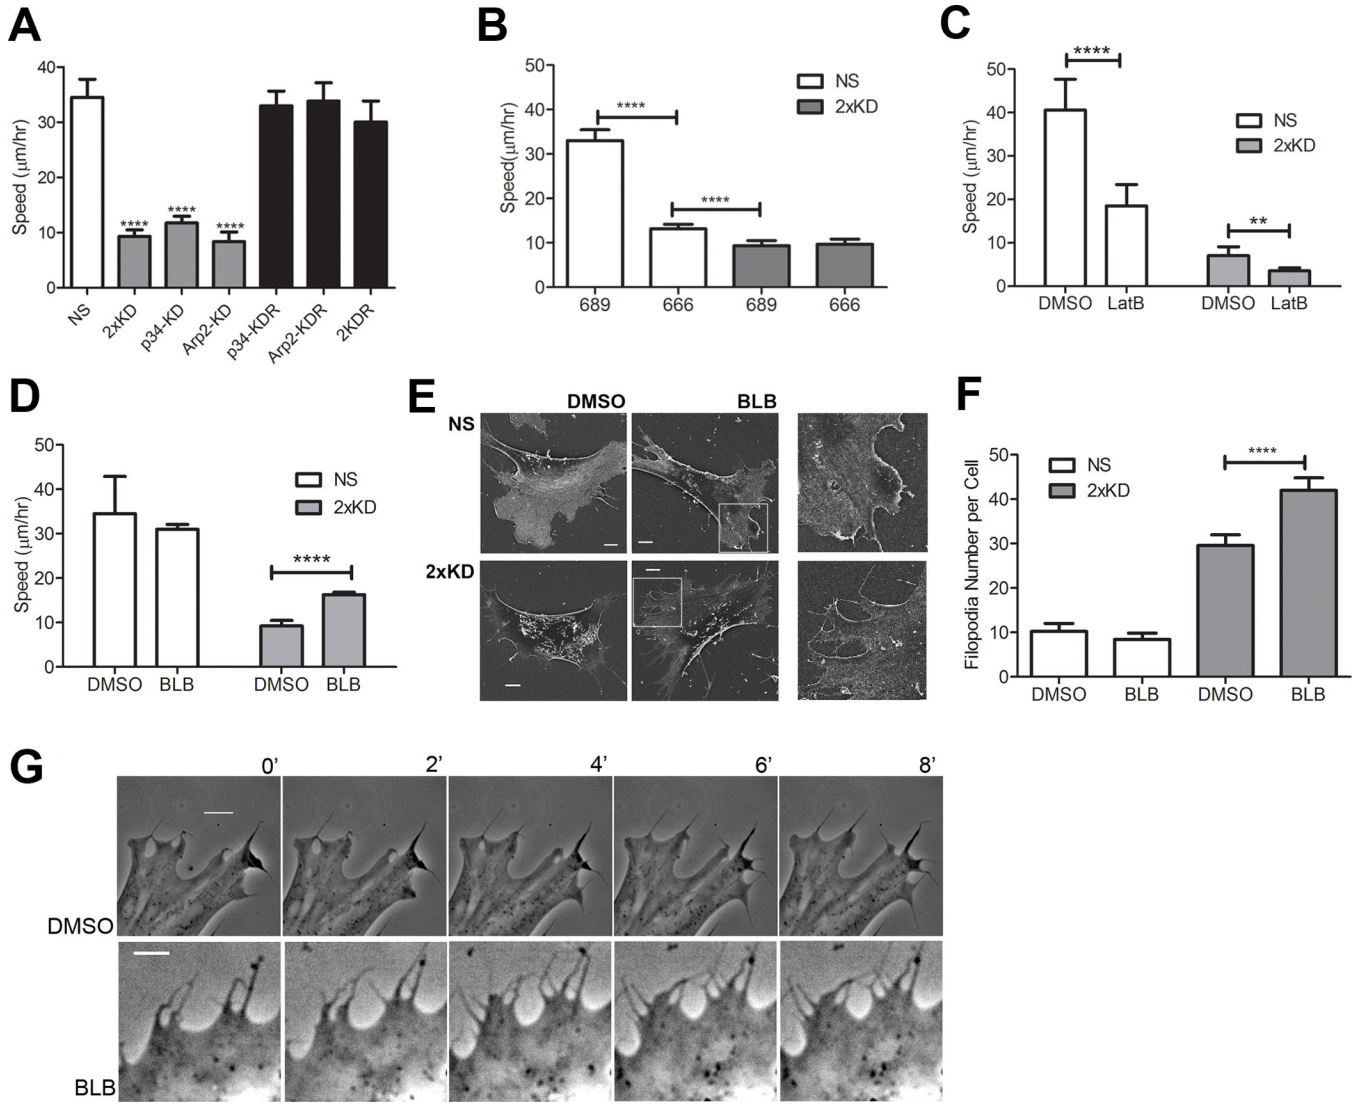 A
Speed (μm/hr)
40
30
20
10
0
****
****
****
NS
2xKD
p34-KD
Arp2-KD
p34-KDR
Arp2-KDR
2KDR
B
Speed(μm/hr)
50
40
30
20
10
0
NS
2xKD
****
****
689 666 689 666
C
Speed (μm/hr)
50
40
30
20
10
0
****
NS
2xKD
**
DMSO LatB DMSO LatB
D
Speed (μm/hr)
50
40
30
20
10
0
NS
2xKD
****
DMSO BLB DMSO BLB
E
DMSO BLB
NS
2xKD
F
Filopodia Number per Cell
50
40
30
20
10
0
NS
2xKD
****
DMSO BLB DMSO BLB
G
0’ 2’ 4’ 6’ 8’
DMSO
BLB